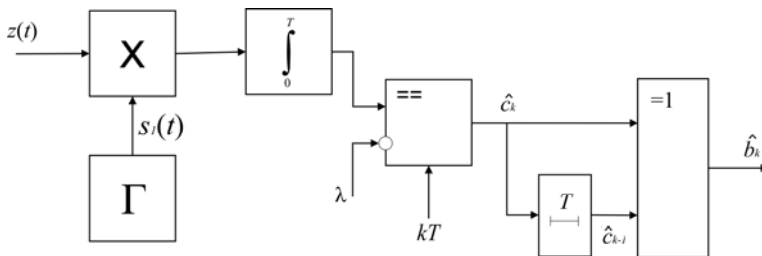 z(t)
X
T
∫
0
s₁(t)
Γ
==
λ
kT
ĉₖ
T
ĉₖ₋₁
=1
b̂ₖ